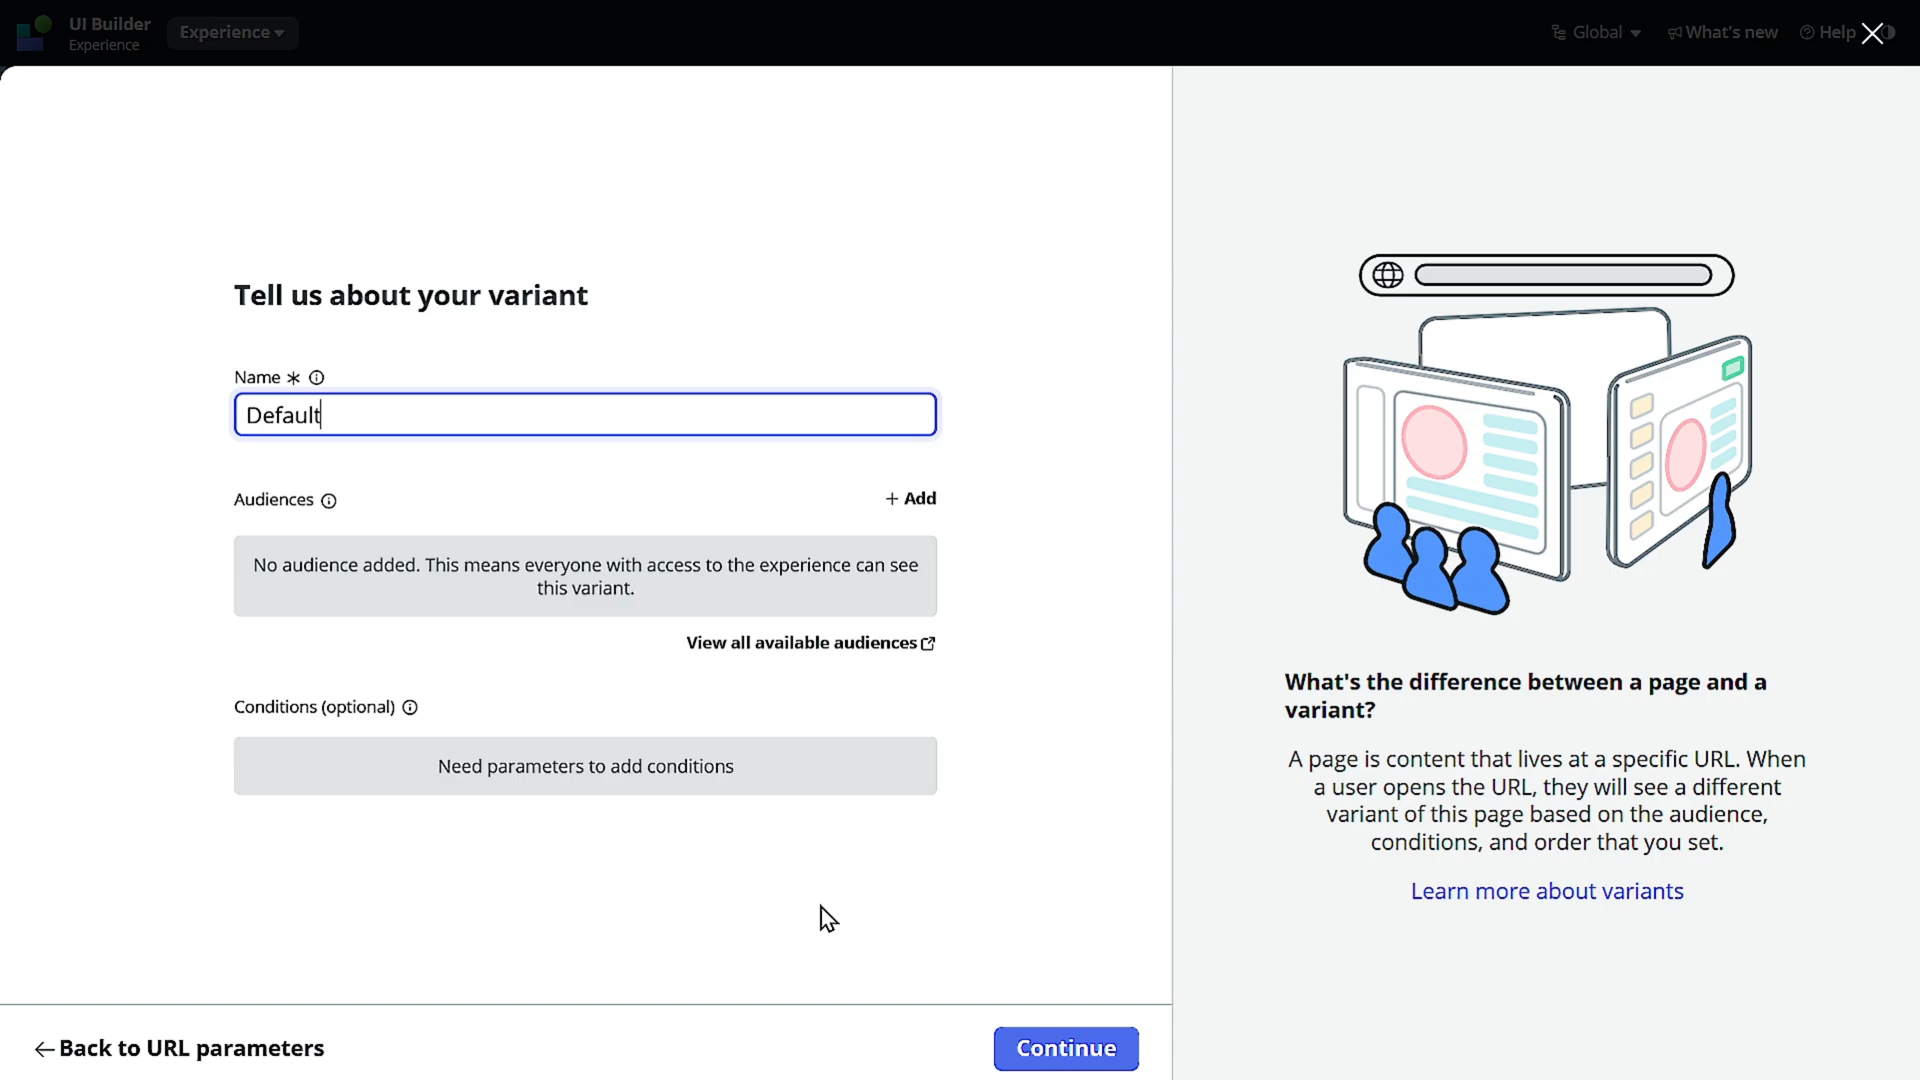 UI Builder
Experience
Experience
Global
What's new
Help
Tell us about your variant
Name *
Default
Audiences
+ Add
No audience added. This means everyone with access to the experience can see
this variant.
View all available audiences
Conditions (optional)
Need parameters to add conditions
Back to URL parameters
Continue
What's the difference between a page and a
variant?
A page is content that lives at a specific URL. When
a user opens the URL, they will see a different
variant of this page based on the audience,
conditions, and order that you set.
Learn more about variants